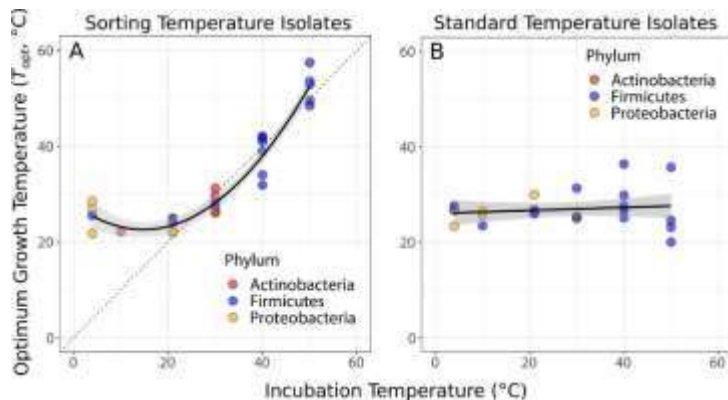 Sorting Temperature Isolates
Standard Temperature Isolates
Optimum Growth Temperature (Topt, °C)
A
60
40
20
0
0
20
40
60
Phylum
Actinobacteria
Firmicutes
Proteobacteria
B
60
40
20
0
0
20
40
60
Phylum
Actinobacteria
Firmicutes
Proteobacteria
Incubation Temperature (°C)